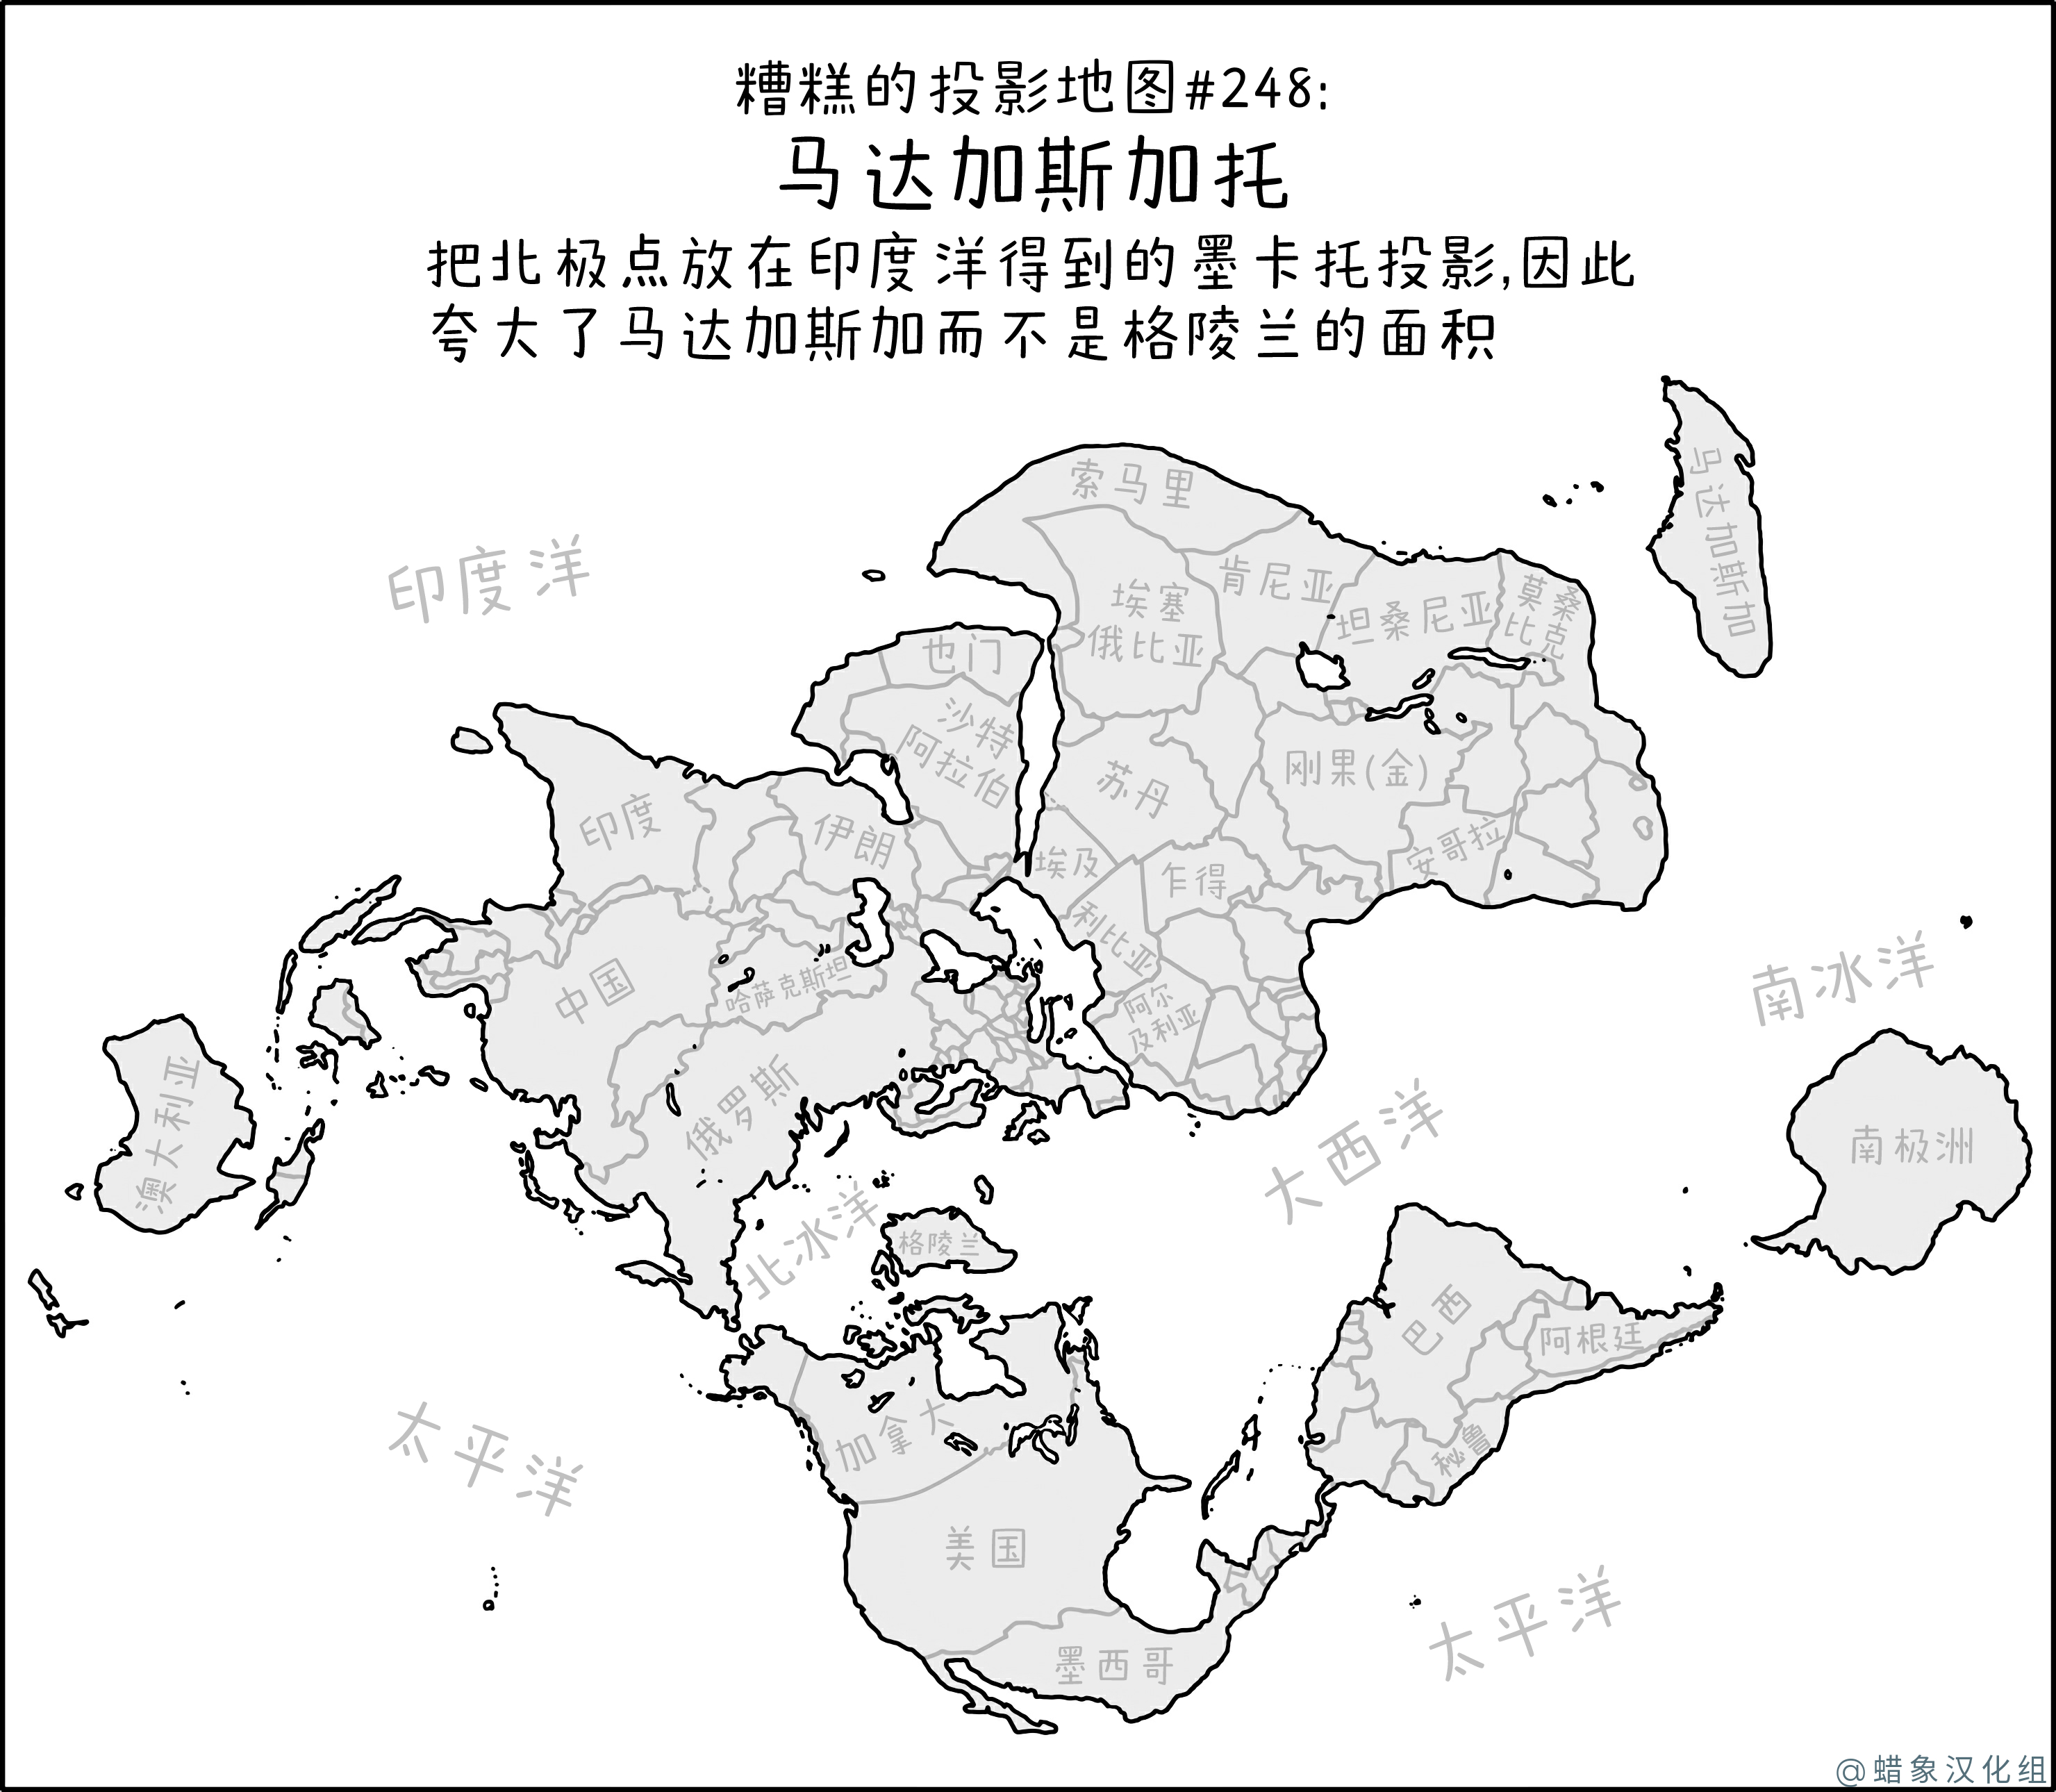 糟糕的投影地图#248:
马达加斯加托
把北极点放在印度洋得到的墨卡托投影,因此
夸大了马达加斯加而不是格陵兰的面积
索马里
马达加斯加
印度洋
埃塞
俄比亚
肯尼亚
坦桑尼亚
莫桑
比克
也门
沙特
阿拉伯
苏丹
刚果(金)
印度
伊朗
埃及
乍得
安哥拉
利比亚
中国
哈萨克斯坦
阿尔
及利亚
南冰洋
澳大利亚
俄罗斯
大西洋
南极洲
北冰洋
格陵兰
巴西
阿根廷
太平洋
加拿大
秘鲁
美国
墨西哥
太平洋
@蜡象汉化组